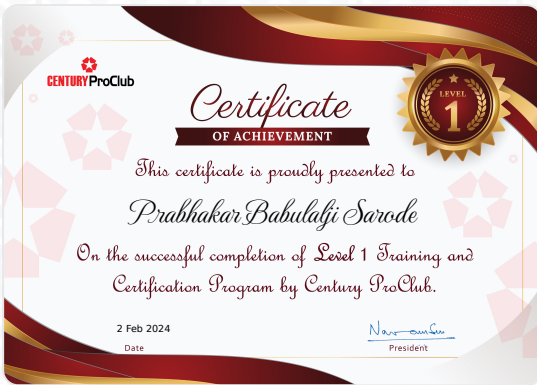 CENTURY ProClub
LEVEL
1
Certificate
OF ACHIEVEMENT
This certificate is proudly presented to
Prabhakar Babulalji Sarode
On the successful completion of Level 1 Training and
Certification Program by Century ProClub.
2 Feb 2024
Date
President